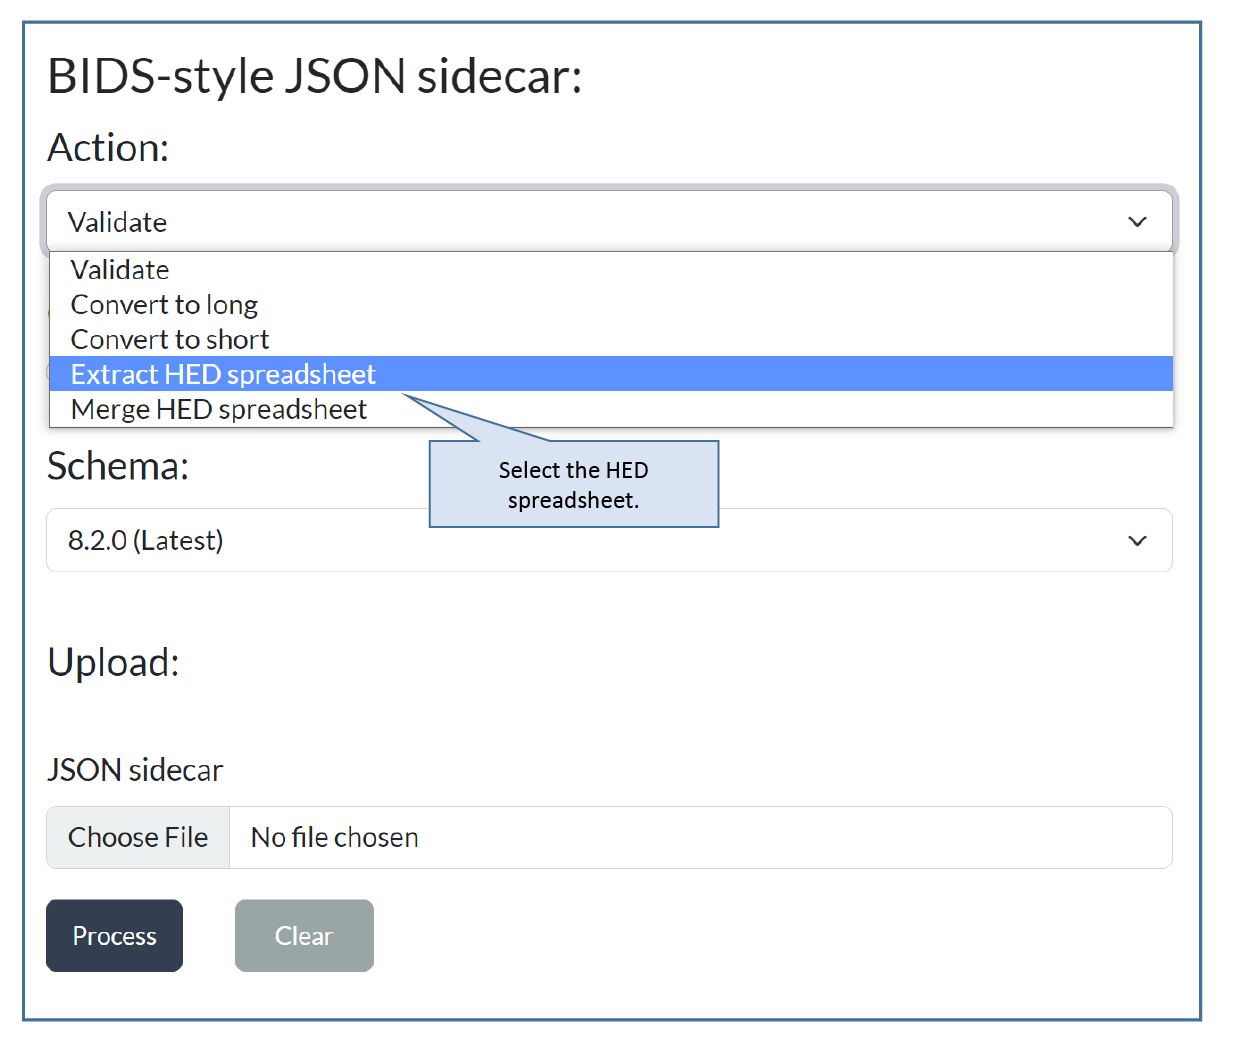 BIDS-style JSON sidecar:
Action:
Validate
Validate
Convert to long
Convert to short
Extract HED spreadsheet
Merge HED spreadsheet
Select the HED
spreadsheet.
Schema:
8.2.0 (Latest)
Upload:
JSON sidecar
Choose File No file chosen
Process Clear